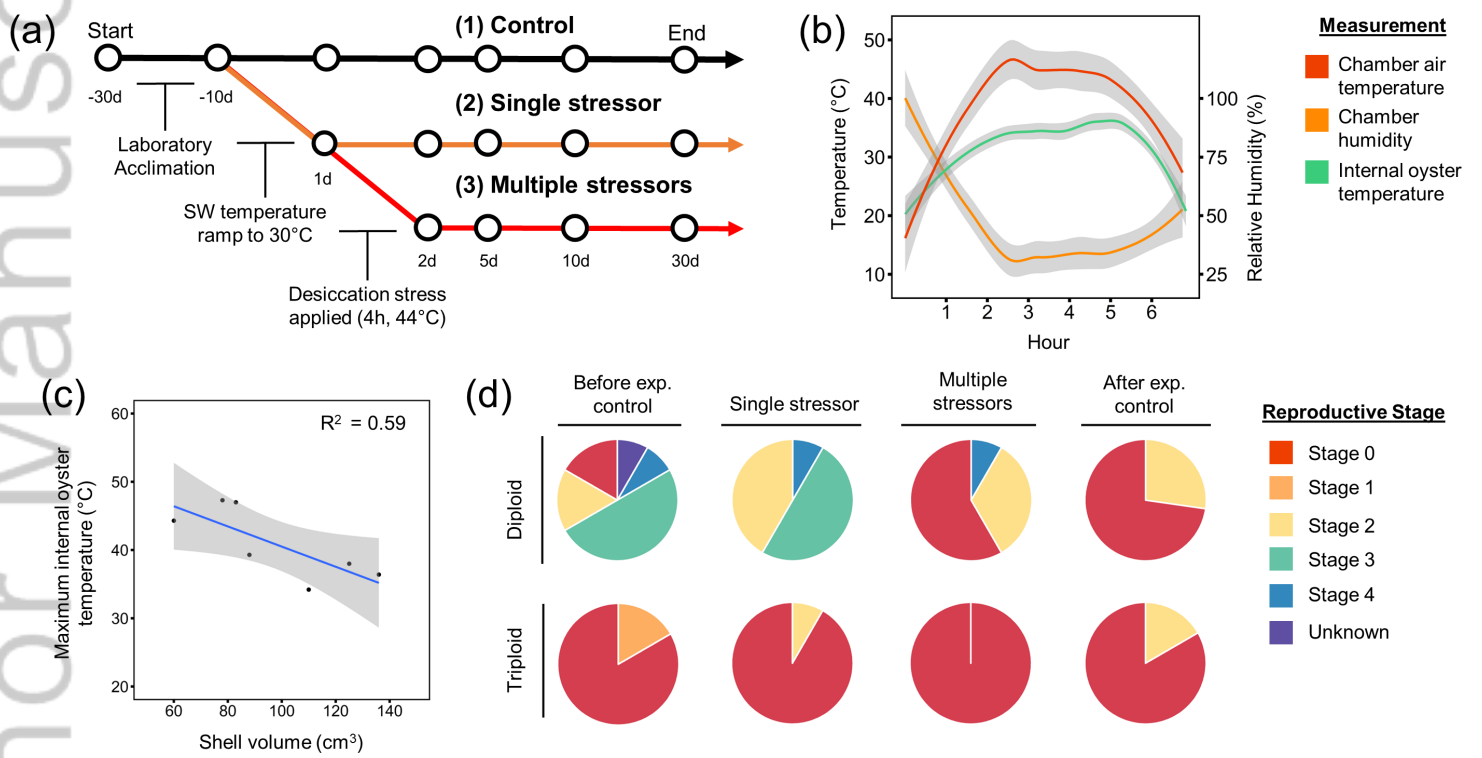 (a)
Start
(1) Control
End
-30d
-10d
Laboratory
Acclimation
(2) Single stressor
1d
SW temperature
ramp to 30°C
(3) Multiple stressors
2d
5d
10d
30d
Desiccation stress
applied (4h, 44°C)
(b)
Temperature (°C)
50
40
30
20
10
100
75
50
25
Relative Humidity (%)
1
2
3
4
5
6
Hour
Measurement
Chamber air
temperature
Chamber
humidity
Internal oyster
temperature
(c)
Maximum internal oyster
temperature (°C)
60
50
40
30
20
R² = 0.59
60
80
100
120
140
Shell volume (cm³)
(d)
Before exp.
control
Single stressor
Multiple
stressors
After exp.
control
Diploid
Triploid
Reproductive Stage
Stage 0
Stage 1
Stage 2
Stage 3
Stage 4
Unknown